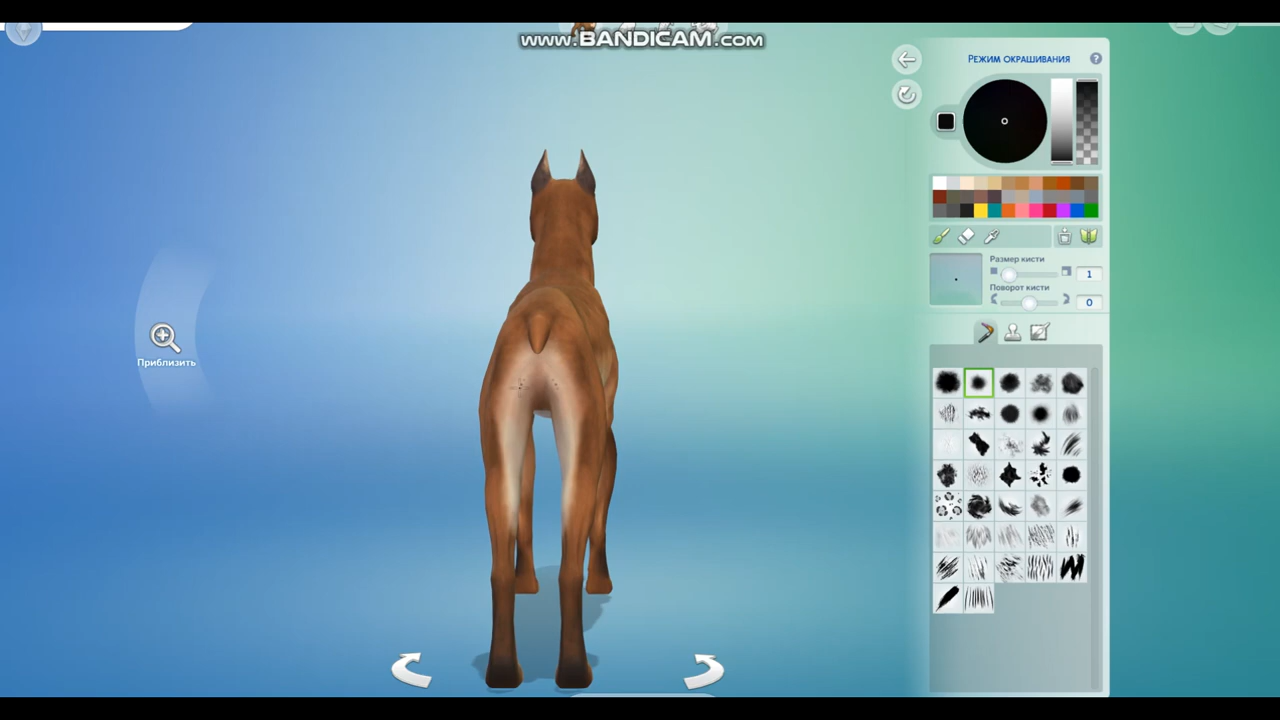 www.BANDICAM.com
Режим окрашивания
?
Размер кисти
1
Поворот кисти
0
Приблизить